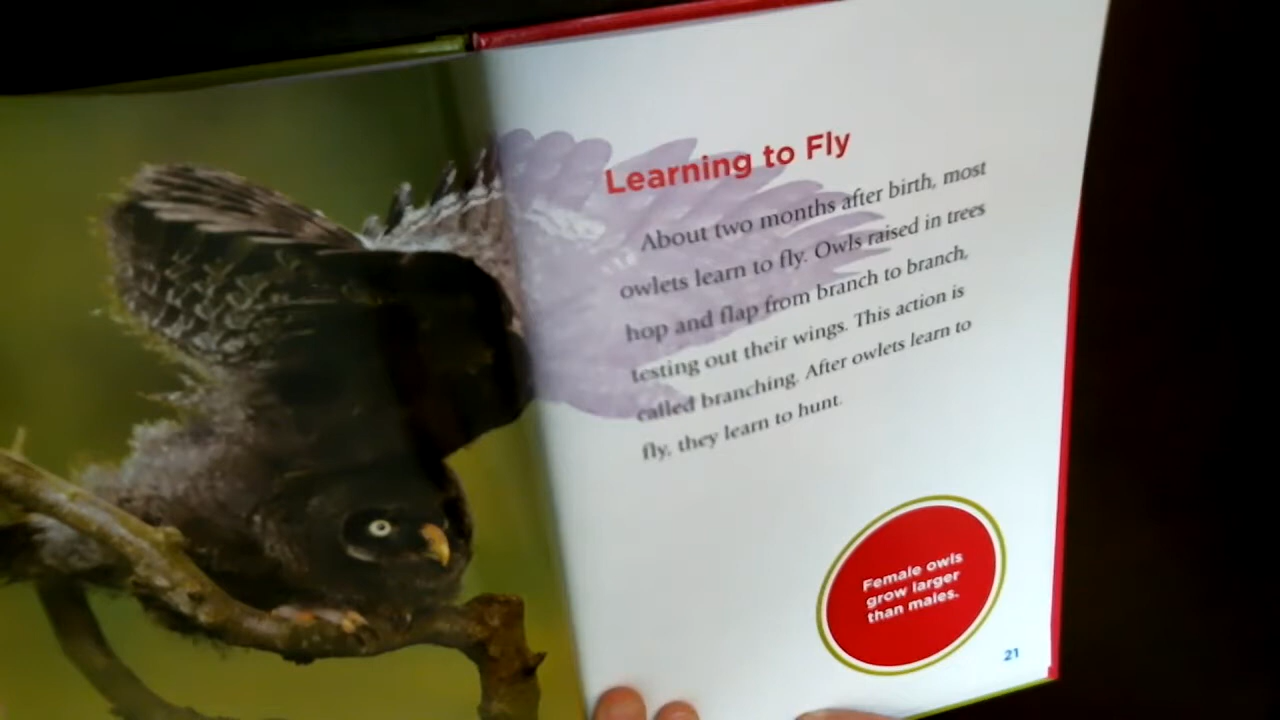 Learning to Fly
About two months after birth, most
owlets learn to fly. Owls raised in trees
hop and flap from branch to branch,
testing out their wings. This action is
called branching. After owlets learn to
fly, they learn to hunt.
Female owls
grow larger
than males.
21